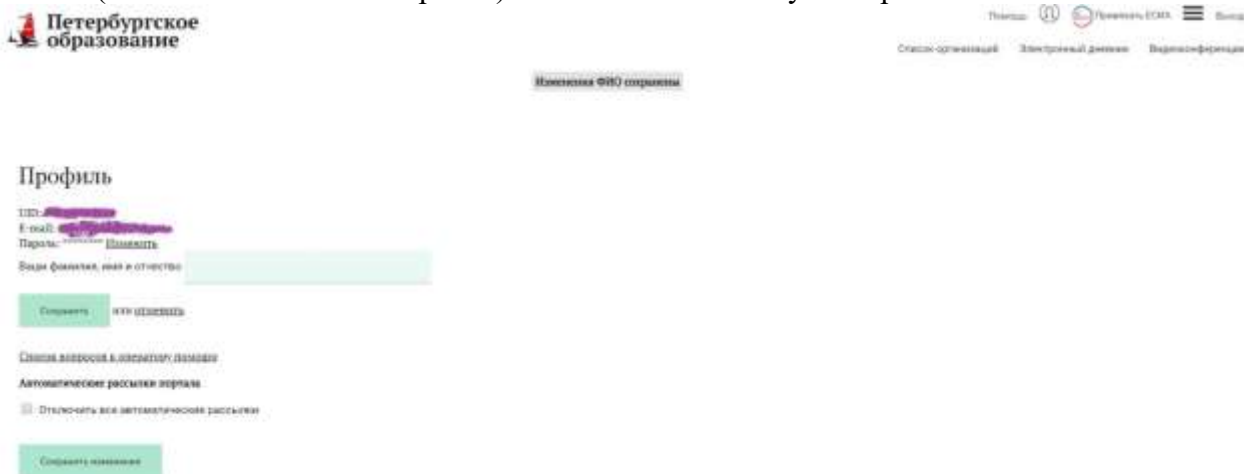 Петербургское
образование
Помощь Привязать ЕСИА Выход
Список организаций Электронный дневник Видеоконференции
Изменения ФИО сохранены
Профиль
UID:
E-mail:
Пароль: ******** Изменить
Ваши фамилия, имя и отчество
Сохранить или отменить
Список вопросов к оператору помощи
Автоматические рассылки портала
Отключить все автоматические рассылки
Сохранить изменения